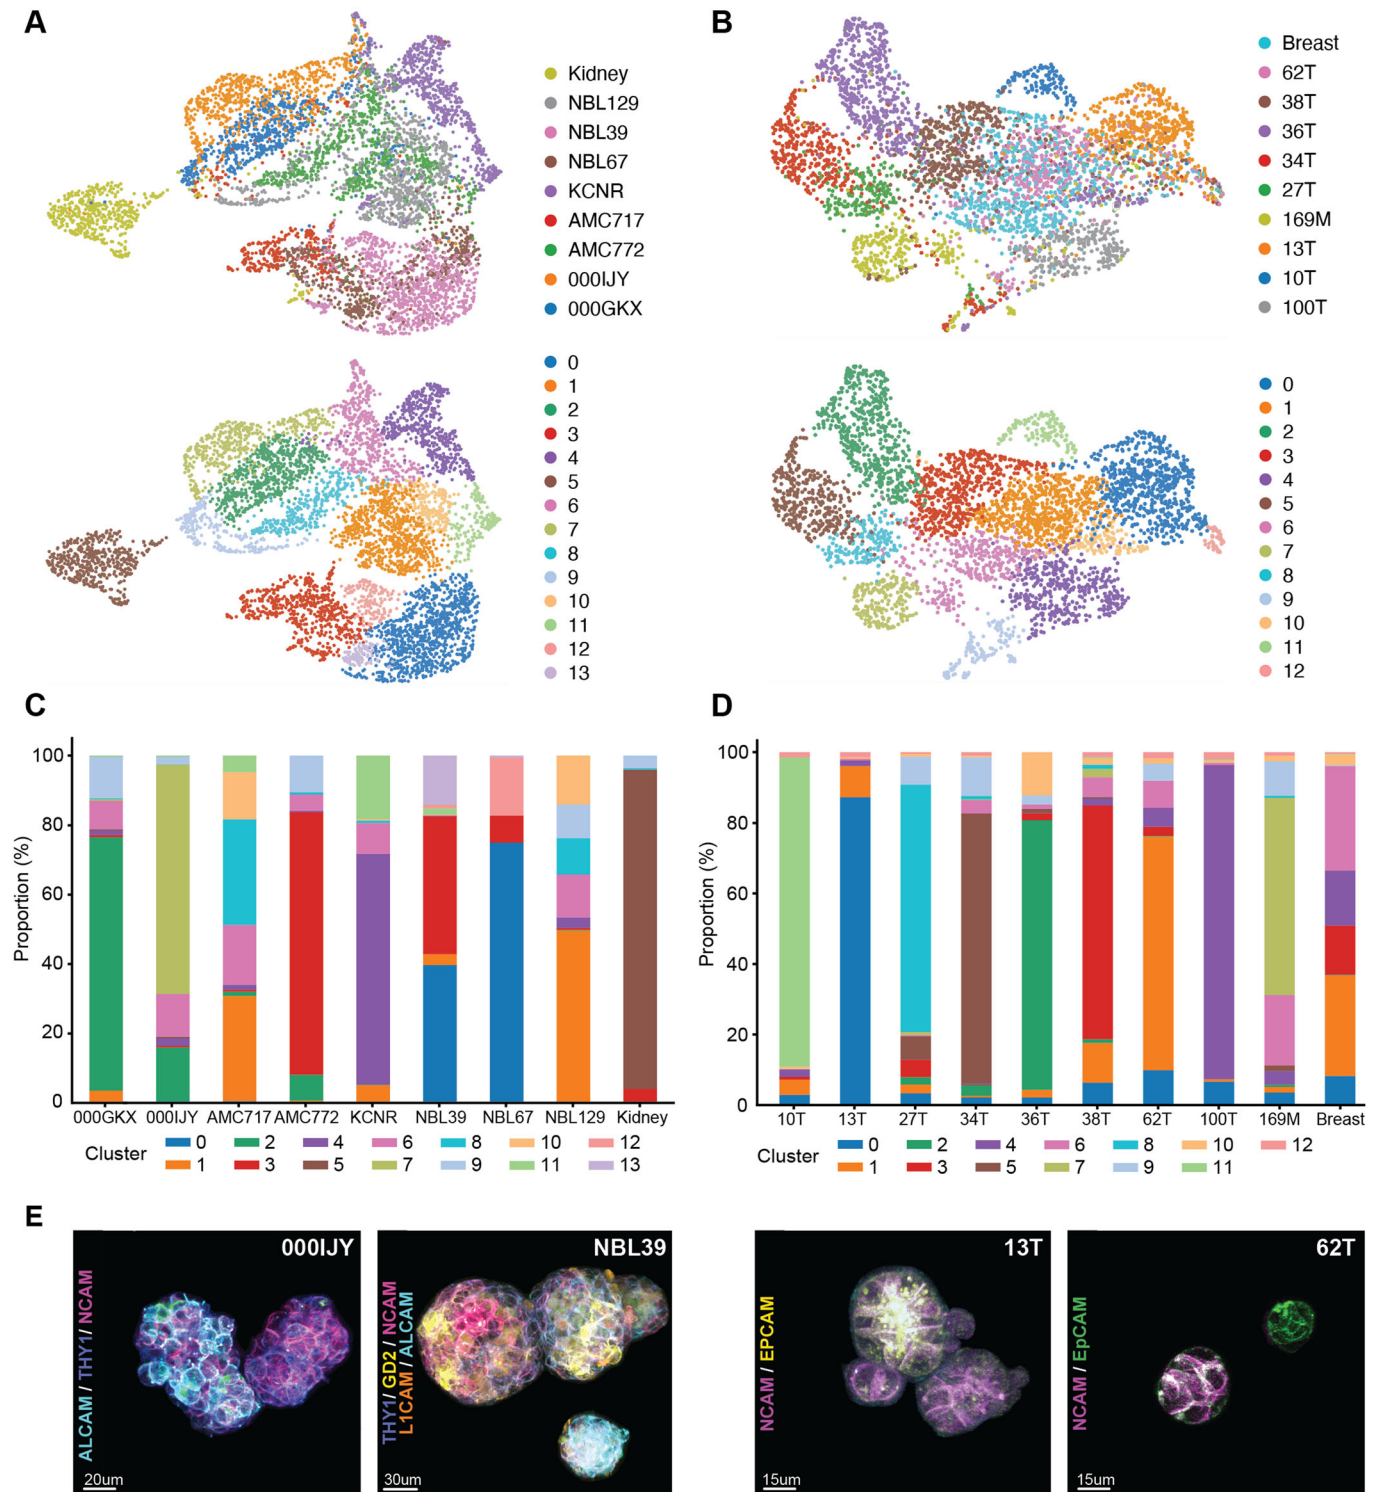 A
Kidney
NBL129
NBL39
NBL67
KCNR
AMC717
AMC772
000IJY
000GKX
0
1
2
3
4
5
6
7
8
9
10
11
12
13
B
Breast
62T
38T
36T
34T
27T
169M
13T
10T
100T
0
1
2
3
4
5
6
7
8
9
10
11
12
C
Proportion (%)
100
80
60
40
20
0
000GKX 000IJY AMC717 AMC772 KCNR NBL39 NBL67 NBL129 Kidney
Cluster
0 2 4 6 8 10 12
1 3 5 7 9 11 13
D
Proportion (%)
100
80
60
40
20
0
10T 13T 27T 34T 36T 38T 62T 100T 169M Breast
Cluster
0 2 4 6 8 10 12
1 3 5 7 9 11
E
000IJY
ALCAM / THY1 / NCAM
20um
NBL39
THY1 / GD2 / NCAM
L1CAM / ALCAM
30um
13T
NCAM / EPCAM
15um
62T
NCAM / EpCAM
15um